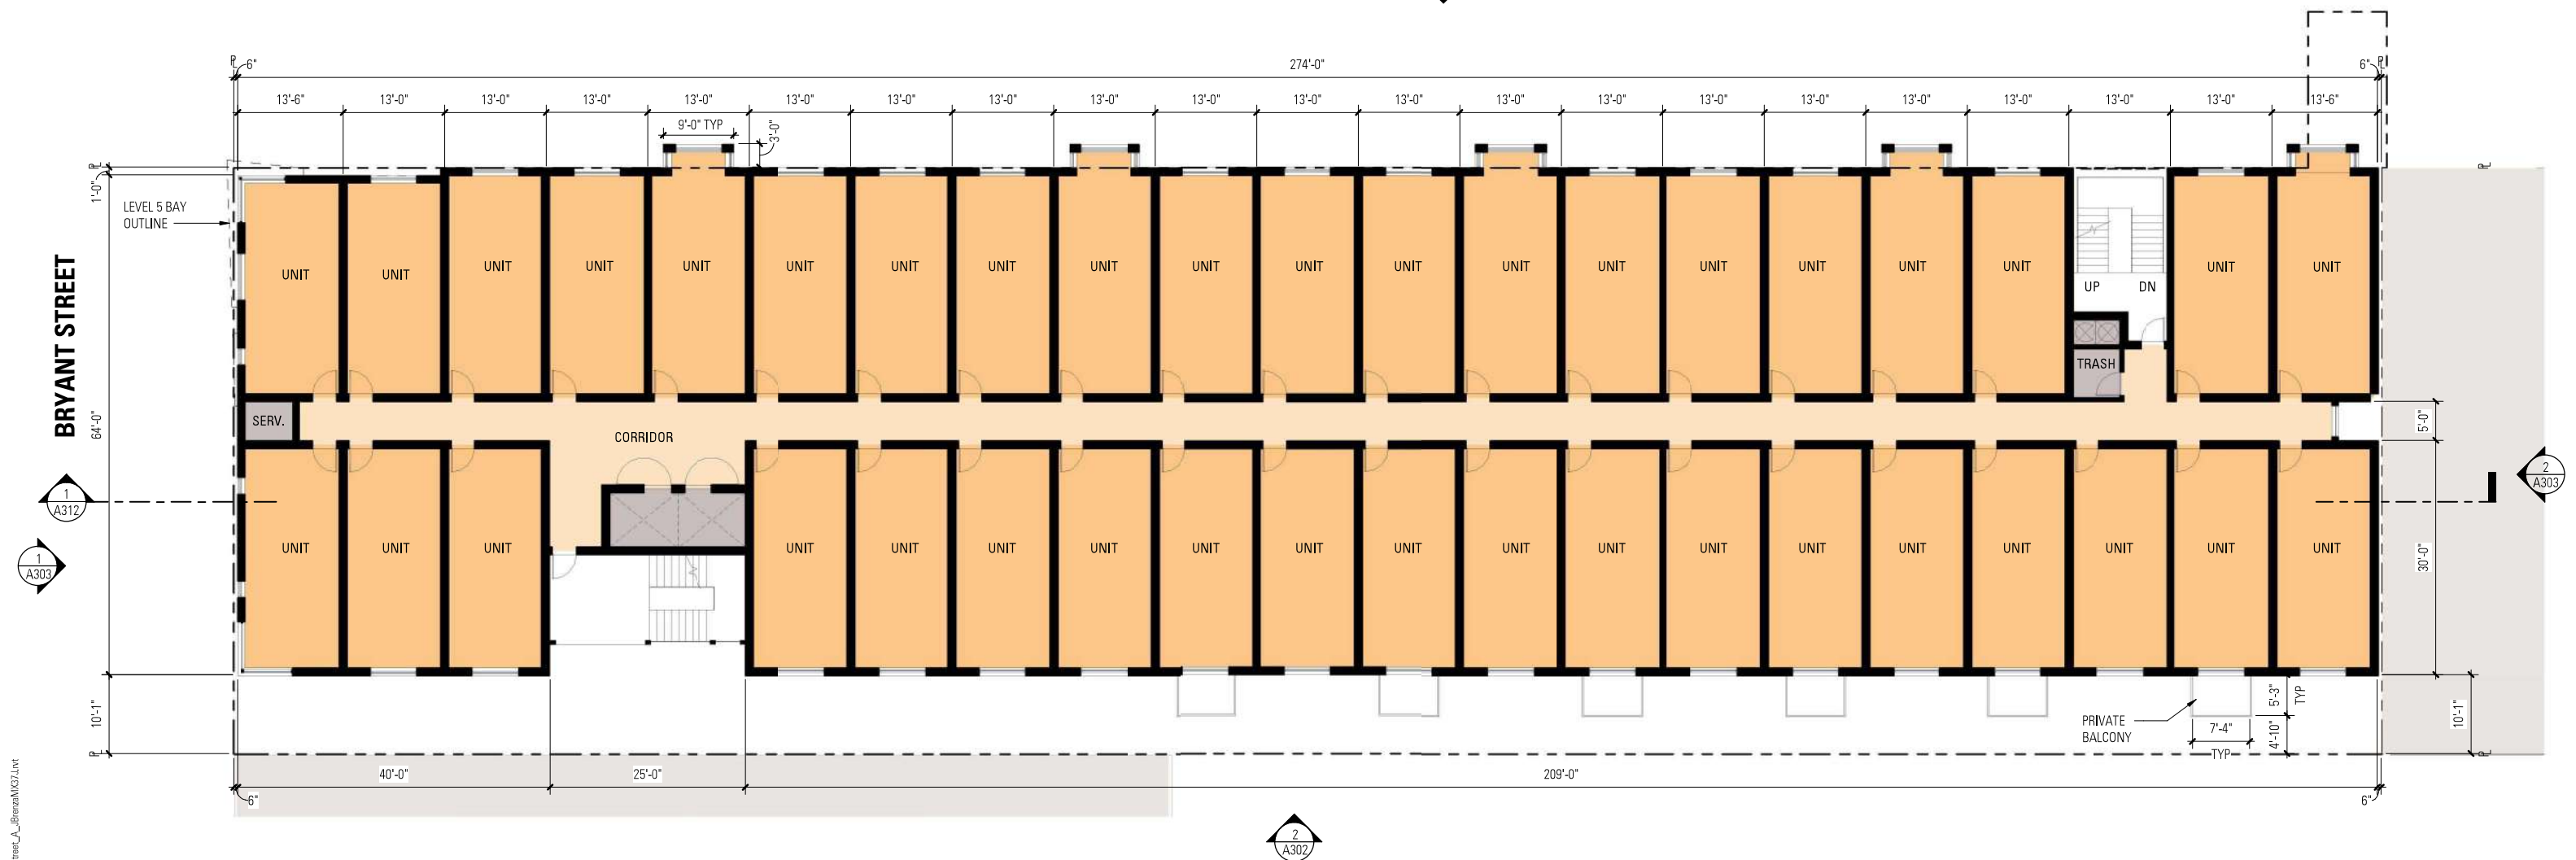 6"
274'-0"
6"
13'-6" 13'-0" 13'-0" 13'-0" 13'-0" 13'-0" 13'-0" 13'-0" 13'-0" 13'-0" 13'-0" 13'-0" 13'-0" 13'-0" 13'-0" 13'-0" 13'-0" 13'-0" 13'-0" 13'-0" 13'-6"
9'-0" TYP
3'-0"
1'-0"
LEVEL 5 BAY
OUTLINE
BRYANT STREET
64'-0"
UNIT UNIT UNIT UNIT UNIT UNIT UNIT UNIT UNIT UNIT UNIT UNIT UNIT UNIT UNIT UNIT UNIT UNIT UNIT UNIT
UP DN
TRASH
SERV.
CORRIDOR
5'-0"
1
A312
2
A303
1
A303
UNIT UNIT UNIT UNIT UNIT UNIT UNIT UNIT UNIT UNIT UNIT UNIT UNIT UNIT UNIT UNIT UNIT UNIT UNIT
30'-0"
10'-1"
PRIVATE
BALCONY
7'-4"
TYP
5'-3"
TYP
4'-10"
10'-1"
40'-0" 25'-0" 209'-0"
6"
6"
2
A302